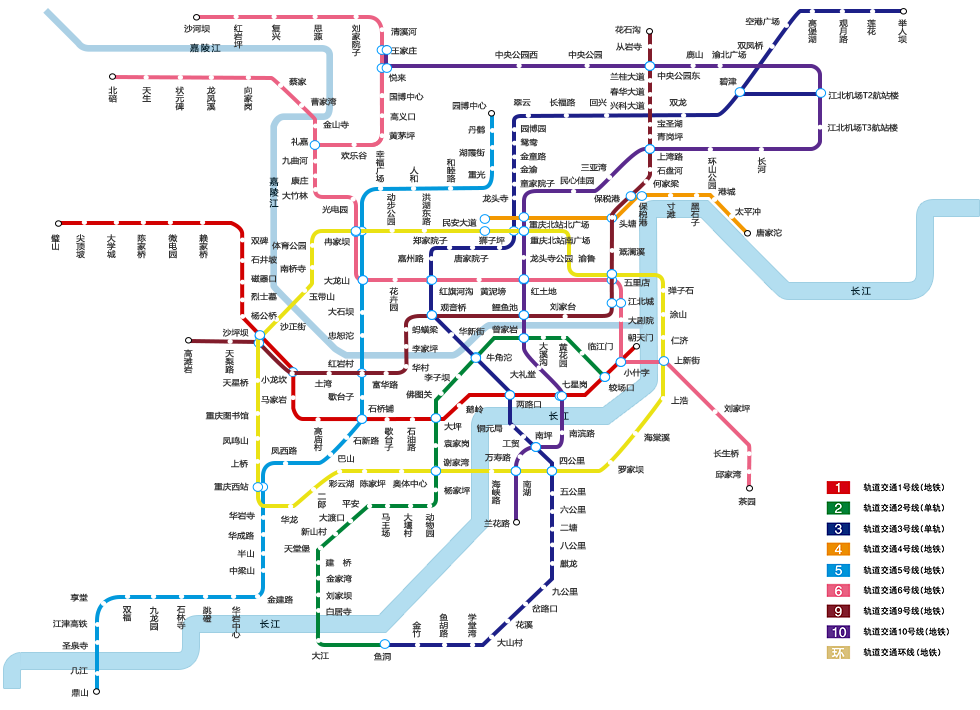 沙河坝
红岩坪
复兴
思源
刘家院子
清溪河
王家庄
悦来
国博中心
高义口
黄茅坪
嘉陵江
北碚
天生
状元碑
龙凤溪
向家岗
蔡家
曹家湾
金山寺
礼嘉
九曲河
康庄
大竹林
光电园
欢乐谷
幸福广场
嘉陵江
人和
和睦路
重光
湖霞街
丹鹤
园博中心
动步公园
洪湖东路
冉家坝
大龙山
大石坝
忠恕沱
红岩村
歇台子
石桥铺
花石沟
从岩寺
兰桂大道
春华大道
兴科大道
宝圣湖
青岗坪
上湾路
石盘河
何家梁
中央公园西
中央公园
中央公园东
鹿山
渝北广场
双凤桥
空港广场
高堡湖
观月路
莲花
举人坝
碧津
江北机场T2航站楼
江北机场T3航站楼
翠云
长福路
回兴
双龙
园博园
鸳鸯
金童路
金渝
童家院子
民心佳园
三亚湾
环山公园
长河
龙头寺
民安大道
重庆北站北广场
重庆北站南广场
狮子坪
郑家院子
嘉州路
唐家院子
龙头寺公园
渝鲁
保税港
保税港
头塘
寸滩
黑石子
港城
太平冲
唐家沱
溉澜溪
五里店
弹子石
江北城
涂山
大剧院
仁济
朝天门
上新街
小什字
较场口
临江门
七星岗
黄花园
大溪沟
曾家岩
牛角沱
大礼堂
两路口
鹅岭
李子坝
佛图关
大坪
石油路
歇台子
石新路
高庙村
马家岩
小龙坎
土湾
富华路
华村
李家坪
蚂蝗梁
观音桥
华新街
鲤鱼池
刘家台
红土地
黄泥塝
红旗河沟
花卉园
璧山
尖顶坡
大学城
陈家桥
微电园
赖家桥
双碑
石井坡
磁器口
烈士墓
杨公桥
沙坪坝
体育公园
南桥寺
玉带山
沙正街
高滩岩
天梨路
天星桥
重庆图书馆
凤鸣山
上桥
重庆西站
凤西路
巴山
华岩寺
华成路
半山
中梁山
金建路
华龙
二郎
彩云湖
陈家坪
奥体中心
谢家湾
袁家岗
杨家坪
动物园
大堰村
马王场
平安
大渡口
新山村
天堂堡
建桥
金家湾
刘家坝
白居寺
大江
鱼洞
金竹
鱼胡路
学堂湾
大山村
花溪
岔路口
九公里
麒龙
八公里
二塘
六公里
五公里
四公里
南坪
工贸
铜元局
万寿路
海峡路
南湖
兰花路
南滨路
长江
长江
长江
罗家坝
海棠溪
上浩
刘家坪
长生桥
邱家湾
茶园
享堂
双福
九龙园
石林寺
跳磴
华岩中心
江津高铁
圣泉寺
几江
鼎山
1 轨道交通1号线(地铁)
2 轨道交通2号线(单轨)
3 轨道交通3号线(单轨)
4 轨道交通4号线(地铁)
5 轨道交通5号线(地铁)
6 轨道交通6号线(地铁)
9 轨道交通9号线(地铁)
10 轨道交通10号线(地铁)
环 轨道交通环线(地铁)